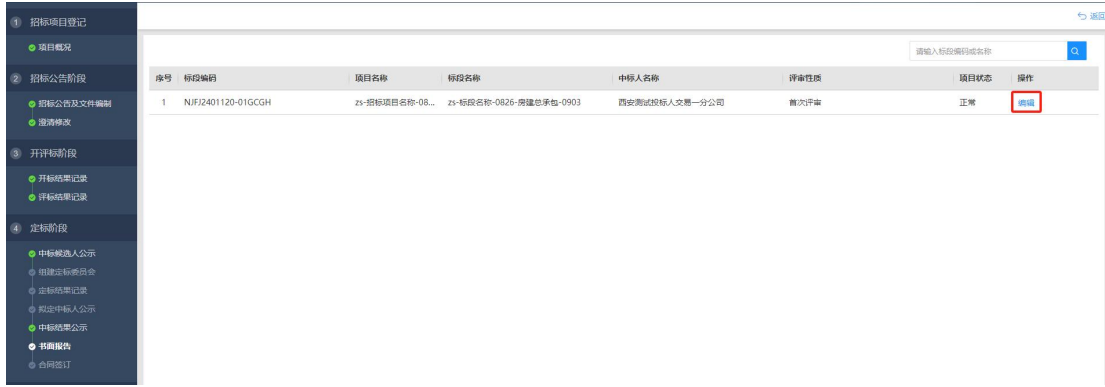 返回
1 招标项目登记
项目概况
2 招标公告阶段
招标公告及文件编制
澄清修改
3 开评标阶段
开标结果记录
评标结果记录
4 定标阶段
中标候选人公示
组建定标委员会
定标结果记录
拟定中标人公示
中标结果公示
书面报告
合同签订
请输入标段编码或名称
序号 标段编码 项目名称 标段名称 中标人名称 评审性质 项目状态 操作
1 NJFJ2401120-01GCGH zs-招标项目名称-08... zs-标段名称-0826-房建总承包-0903 西安测试投标人交易一分公司 首次评审 正常 编辑